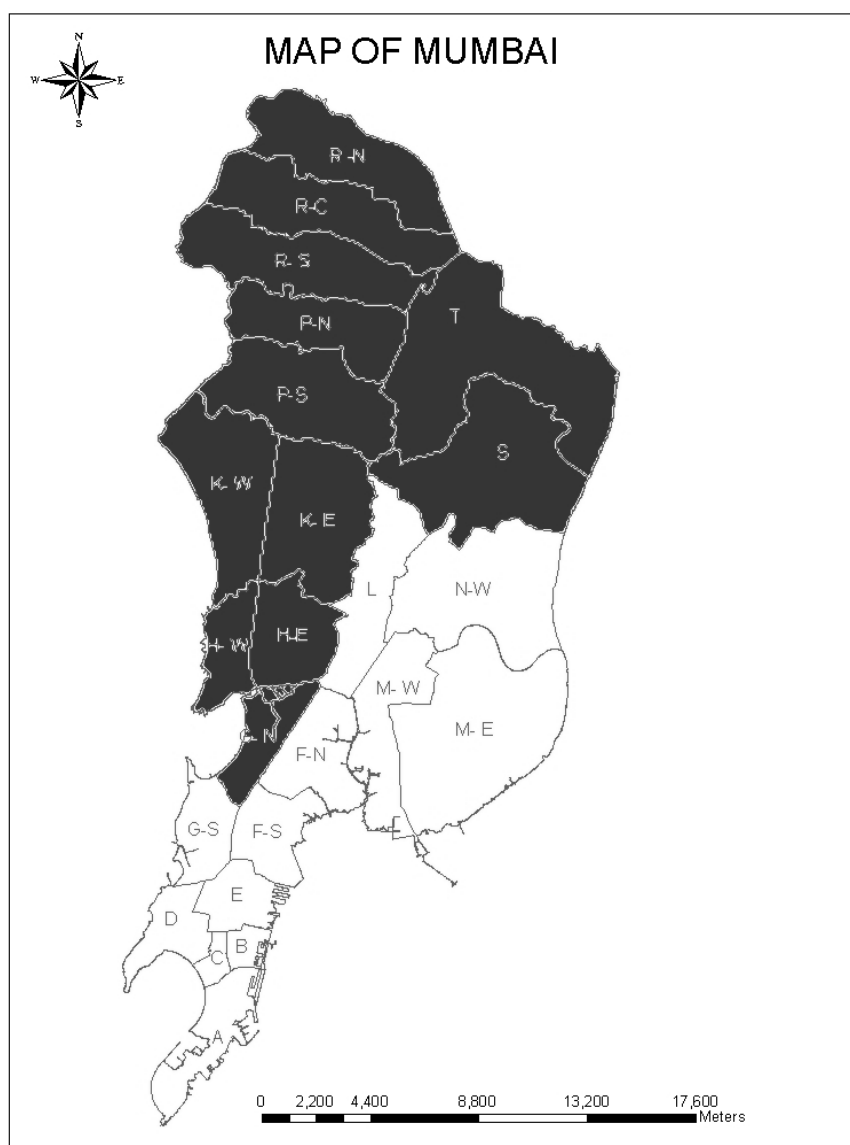 MAP OF MUMBAI
N
W E
S
R-N
R-C
R-S
T
P-N
P-S
S
K-W
K-E
L
N-W
H-W
H-E
M-W
G-N
M-E
F-N
G-S
F-S
E
D
B
C
A
0 2,200 4,400 8,800 13,200 17,600
Meters